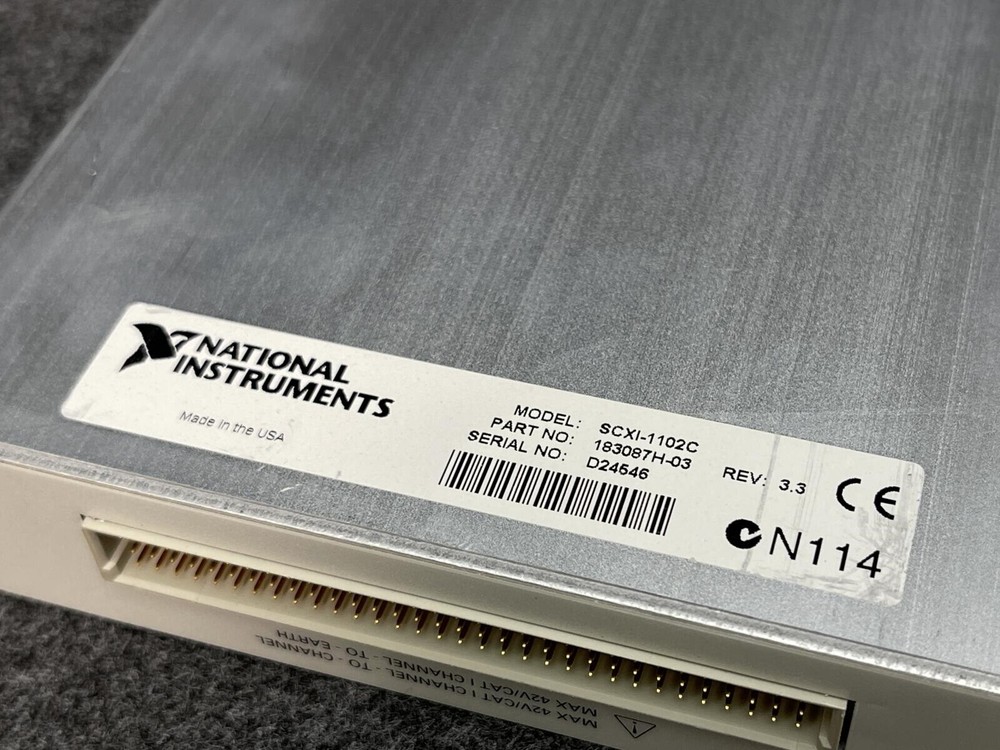 NATIONAL
INSTRUMENTS
Made in the USA
MODEL: SCXI-1102C
PART NO: 183087H-03
SERIAL NO: D24646
REV: 3.3
CE
N114
MAX 42V/CAT I CHANNEL - TO - CHANNEL
MAX 42V/CAT I CHANNEL - TO - EARTH